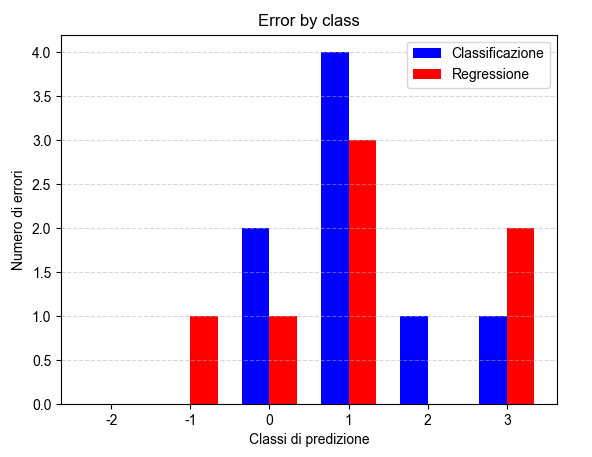 Error by class
Classificazione
Regressione
Numero di errori
4.0
3.5
3.0
2.5
2.0
1.5
1.0
0.5
0.0
-2 -1 0 1 2 3
Classi di predizione